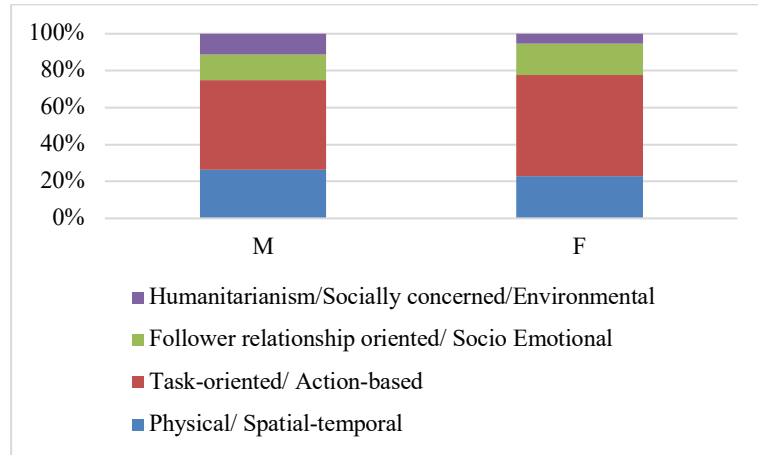 100%
80%
60%
40%
20%
0%
M F
Humanitarianism/Socially concerned/Environmental
Follower relationship oriented/ Socio Emotional
Task-oriented/ Action-based
Physical/ Spatial-temporal